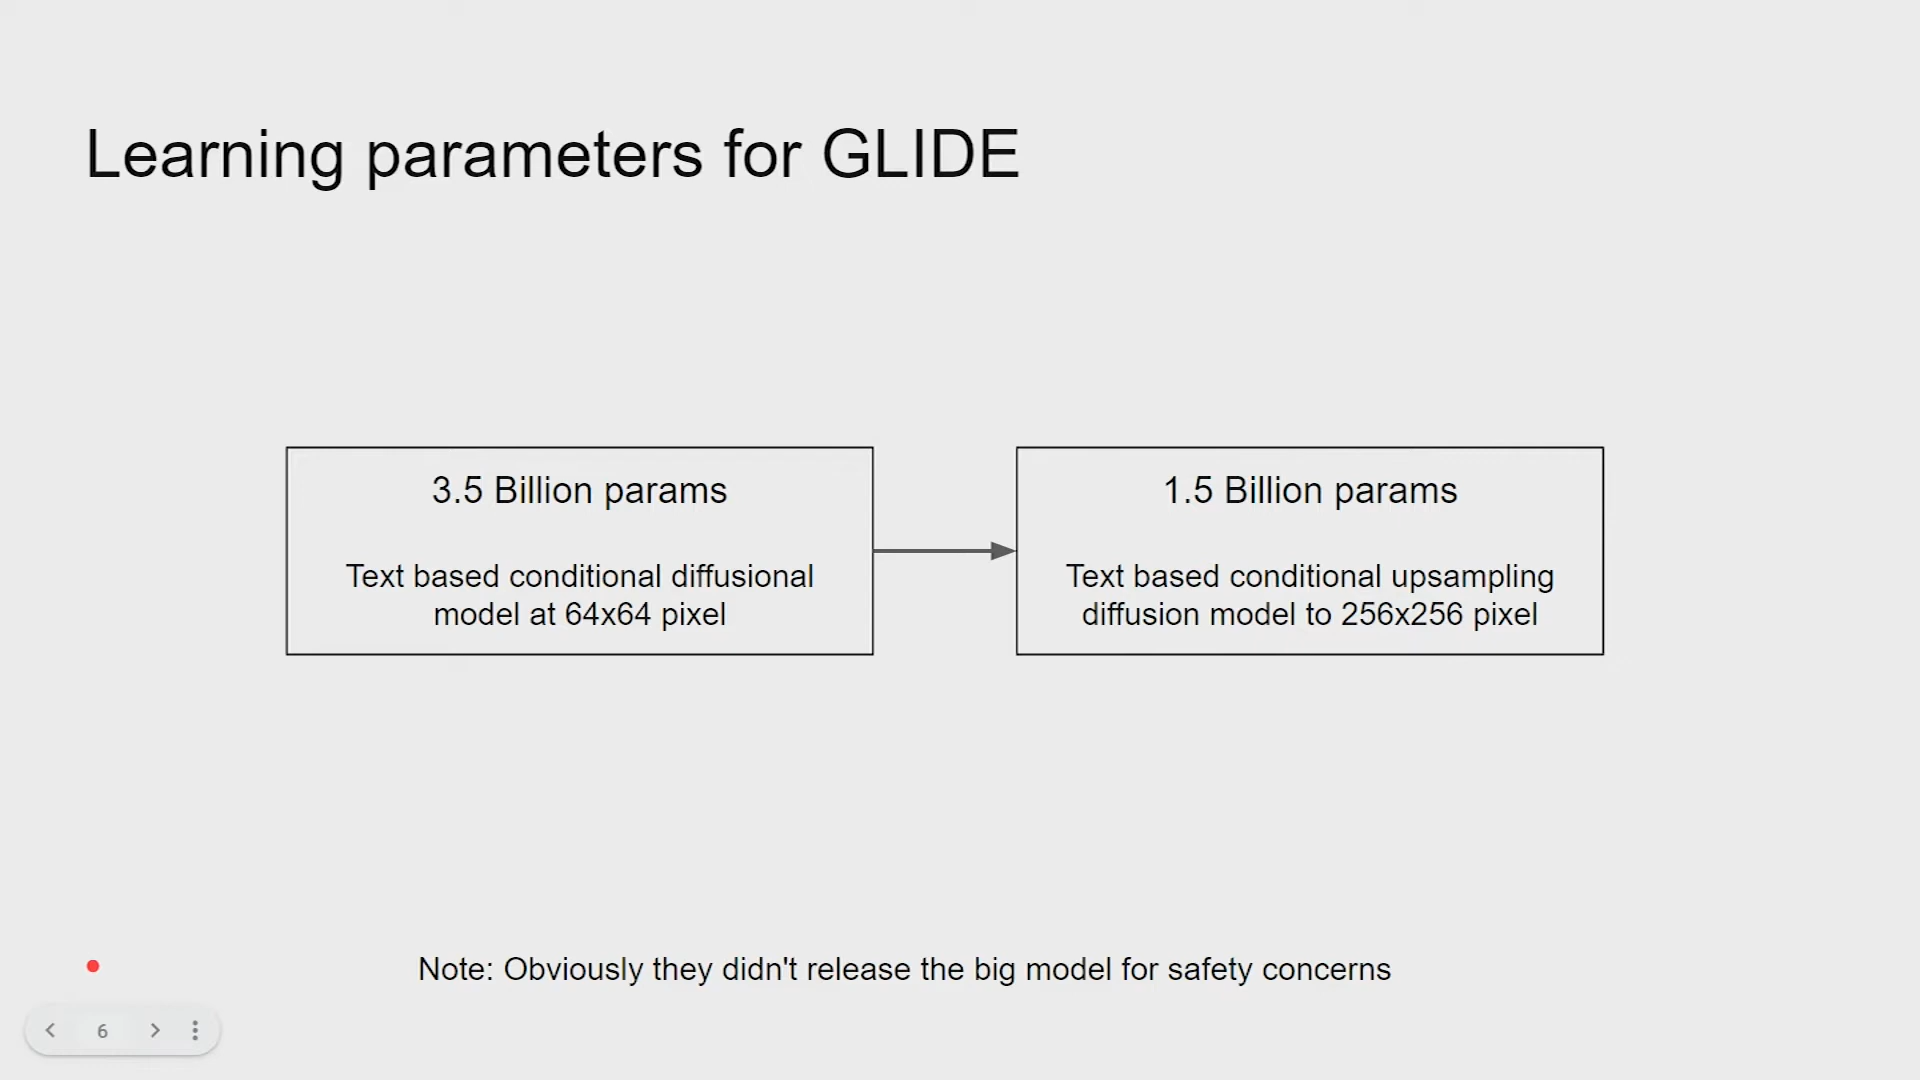 Learning parameters for GLIDE
3.5 Billion params
Text based conditional diffusional
model at 64x64 pixel
1.5 Billion params
Text based conditional upsampling
diffusion model to 256x256 pixel
Note: Obviously they didn't release the big model for safety concerns
6